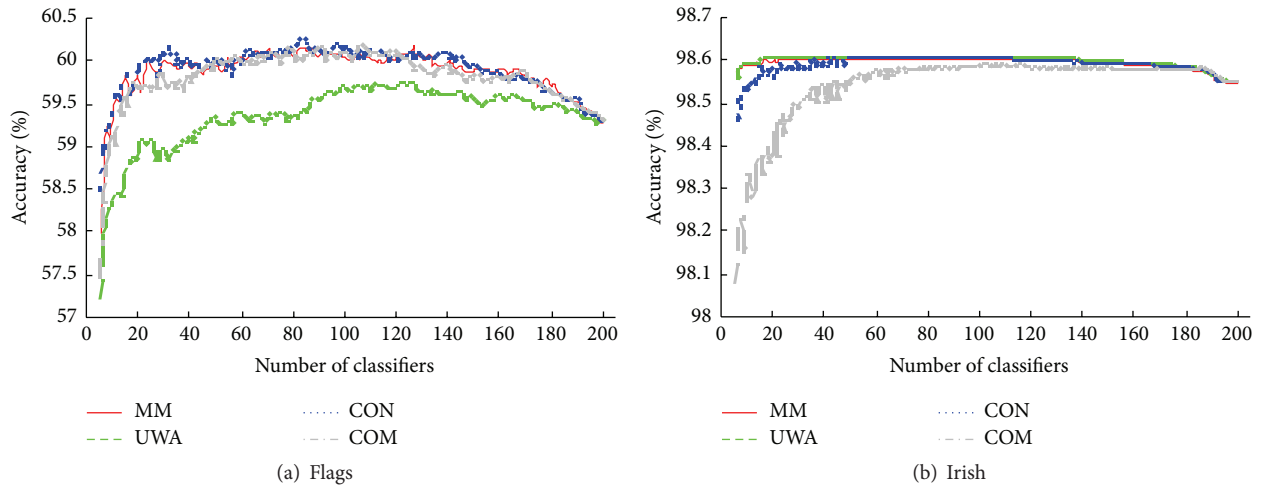 60.5
60
59.5
59
58.5
58
57.5
57
Accuracy (%)
0 20 40 60 80 100 120 140 160 180 200
Number of classifiers
MM
UWA
CON
COM
(a) Flags
98.7
98.6
98.5
98.4
98.3
98.2
98.1
98
Accuracy (%)
0 20 40 60 80 100 120 140 160 180 200
Number of classifiers
MM
UWA
CON
COM
(b) Irish